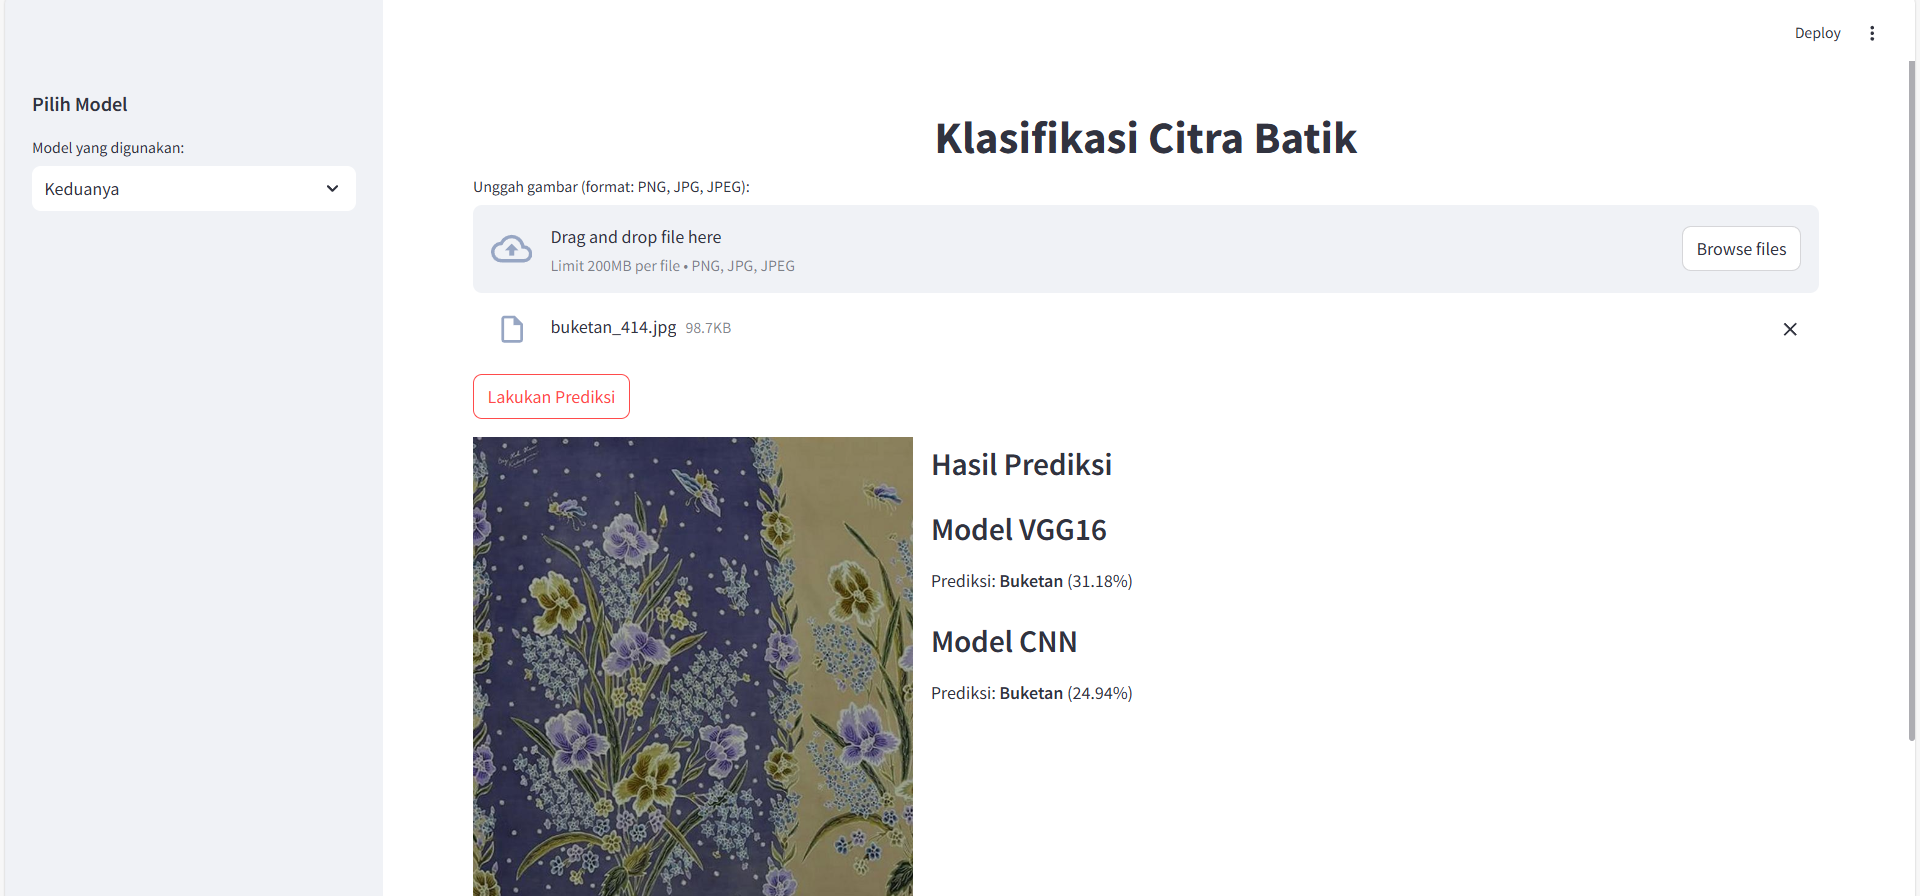 Deploy
Pilih Model
Model yang digunakan:
Keduanya
Klasifikasi Citra Batik
Unggah gambar (format: PNG, JPG, JPEG):
Drag and drop file here
Limit 200MB per file • PNG, JPG, JPEG
Browse files
buketan_414.jpg 98.7KB
Lakukan Prediksi
Hasil Prediksi
Model VGG16
Prediksi: Buketan (31.18%)
Model CNN
Prediksi: Buketan (24.94%)